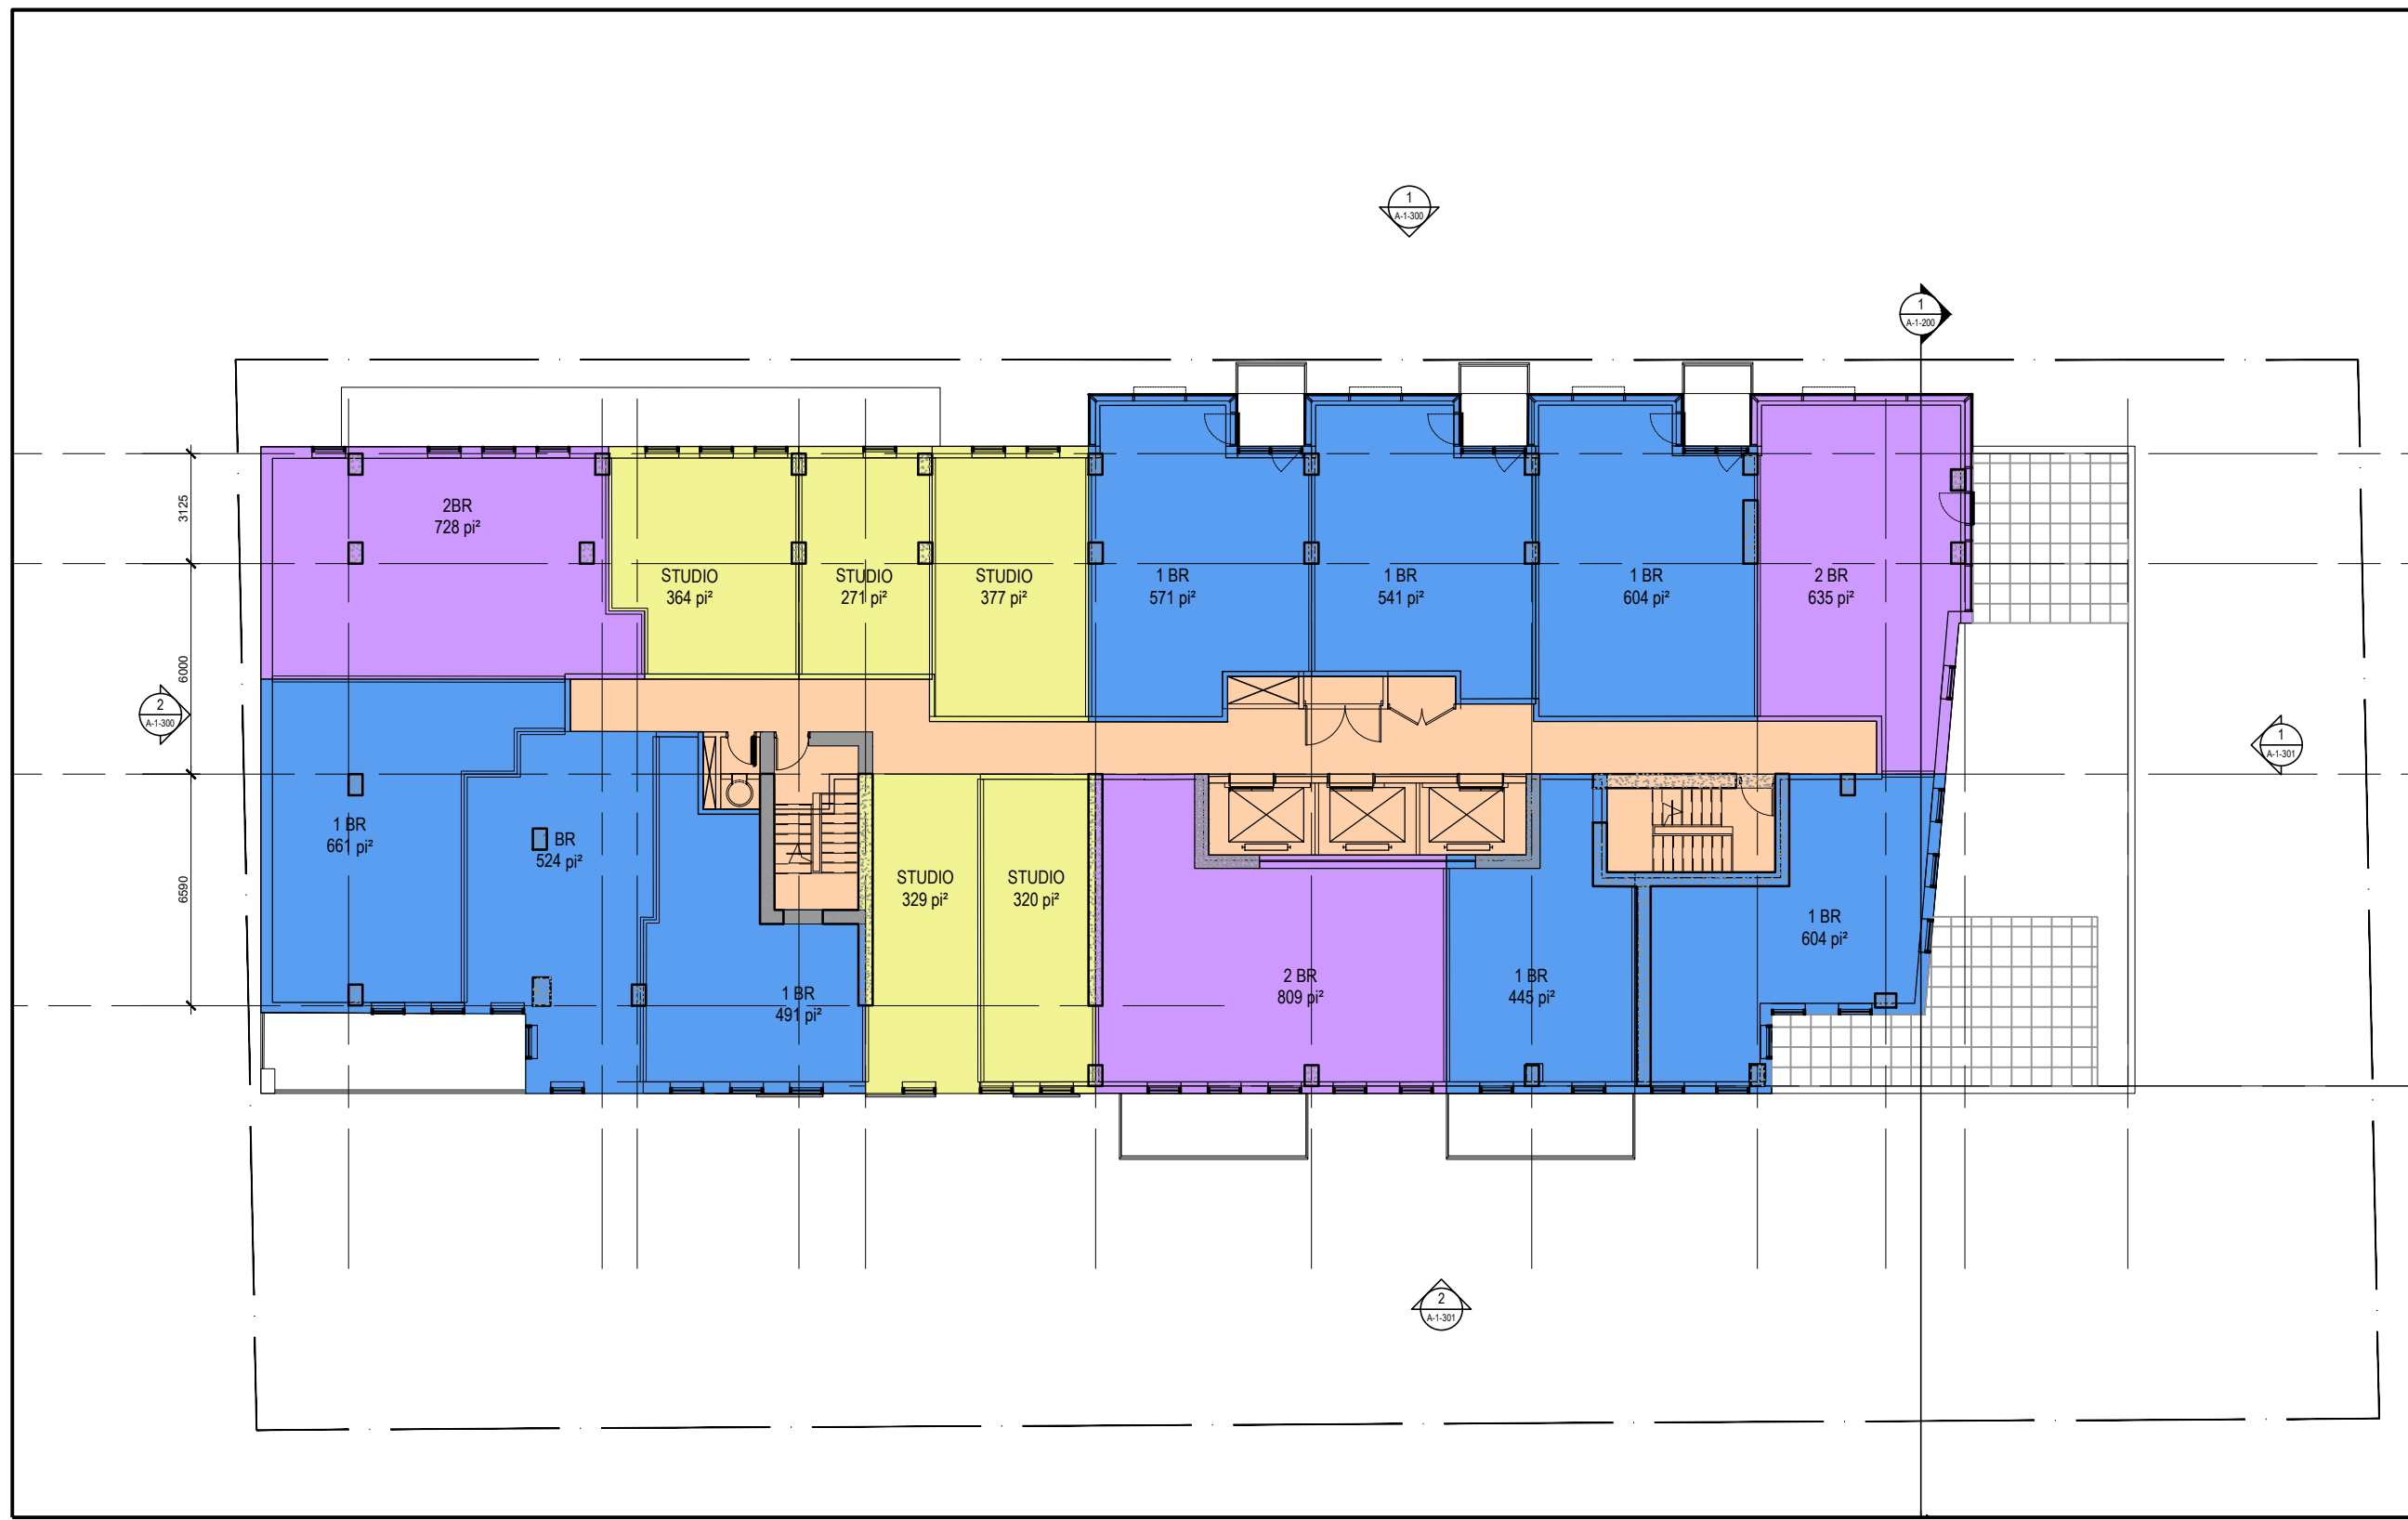 1
A-1-300
1
A-1-200
3125
6000
6590
2
A-1-300
1
A-1-301
2BR
728 pi²
STUDIO
364 pi²
STUDIO
271 pi²
STUDIO
377 pi²
1 BR
571 pi²
1 BR
541 pi²
1 BR
604 pi²
2 BR
635 pi²
1 BR
661 pi²
BR
524 pi²
1 BR
491 pi²
STUDIO
329 pi²
STUDIO
320 pi²
2 BR
809 pi²
1 BR
445 pi²
1 BR
604 pi²
2
A-1-301